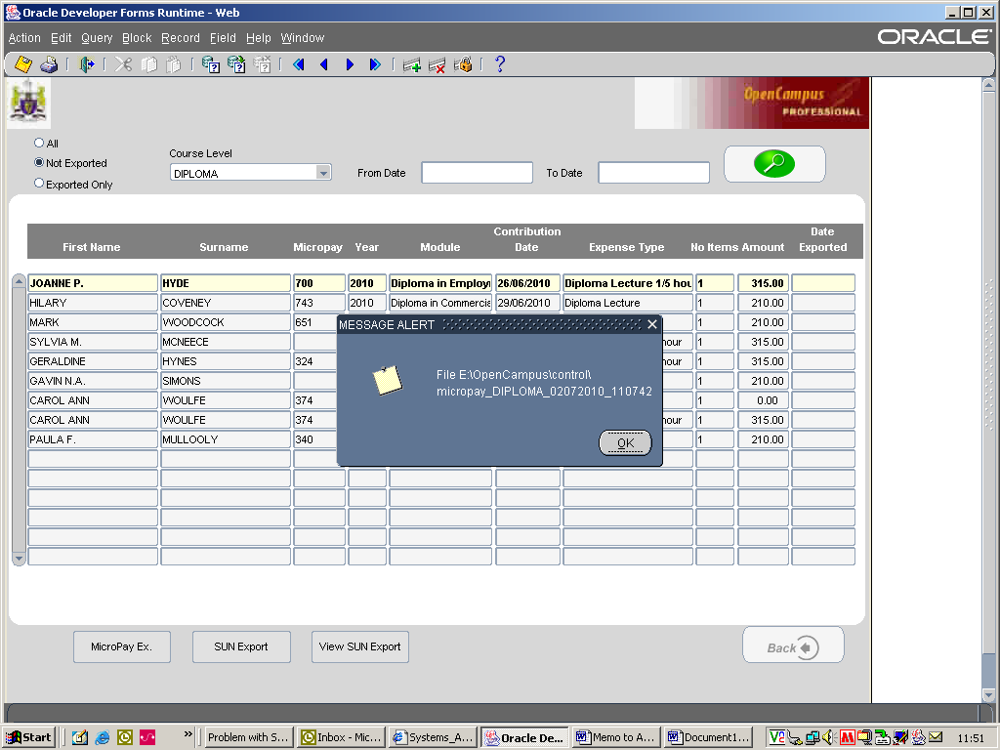 Oracle Developer Forms Runtime - Web
Action Edit Query Block Record Field Help Window
ORACLE
OpenCampus
PROFESSIONAL
All
Not Exported
Exported Only
Course Level
DIPLOMA
From Date
To Date
First Name Surname Micropay Year Module Contribution Date Expense Type No Items Amount Date Exported
JOANNE P. HYDE 700 2010 Diploma in Employ 26/06/2010 Diploma Lecture 1/5 hou 1 315.00
HILARY COVENEY 743 2010 Diploma in Commercia 29/06/2010 Diploma Lecture 1 210.00
MARK WOODCOCK 651 1 210.00
SYLVIA M. MCNEECE hour 1 315.00
GERALDINE HYNES 324 hour 1 315.00
GAVIN N.A. SIMONS 1 210.00
CAROL ANN WOULFE 374 1 0.00
CAROL ANN WOULFE 374 hour 1 315.00
PAULA F. MULLOOLY 340 1 210.00
MESSAGE ALERT
File E:\OpenCampus\control\
micropay_DIPLOMA_02072010_110742
OK
MicroPay Ex. SUN Export View SUN Export Back
Start » Problem with S... Inbox - Mic... Systems_A... Oracle De... Memo to A... Document1... 11:51